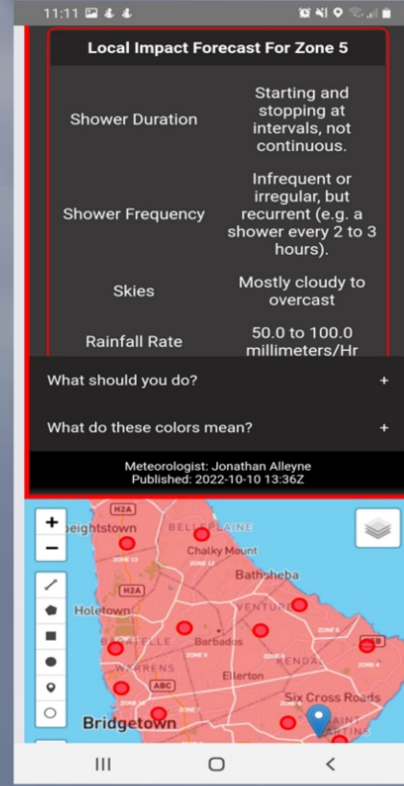 11:11
Local Impact Forecast For Zone 5
Shower Duration
Starting and
stopping at
intervals, not
continuous.
Shower Frequency
Infrequent or
irregular, but
recurrent (e.g. a
shower every 2 to 3
hours).
Skies
Mostly cloudy to
overcast
Rainfall Rate
50.0 to 100.0
millimeters/Hr
What should you do? +
What do these colors mean? +
Meteorologist: Jonathan Alleyne
Published: 2022-10-10 13:36Z
+
−
H2A
peightstown
BELLEPLAINE
Chalky Mount
ZONE 13
Bathsheba
H2A
Holetown
VENTURE
Barbados
WARRENS
KENDAL
ABC
Ellerton
Six Cross Roads
Bridgetown